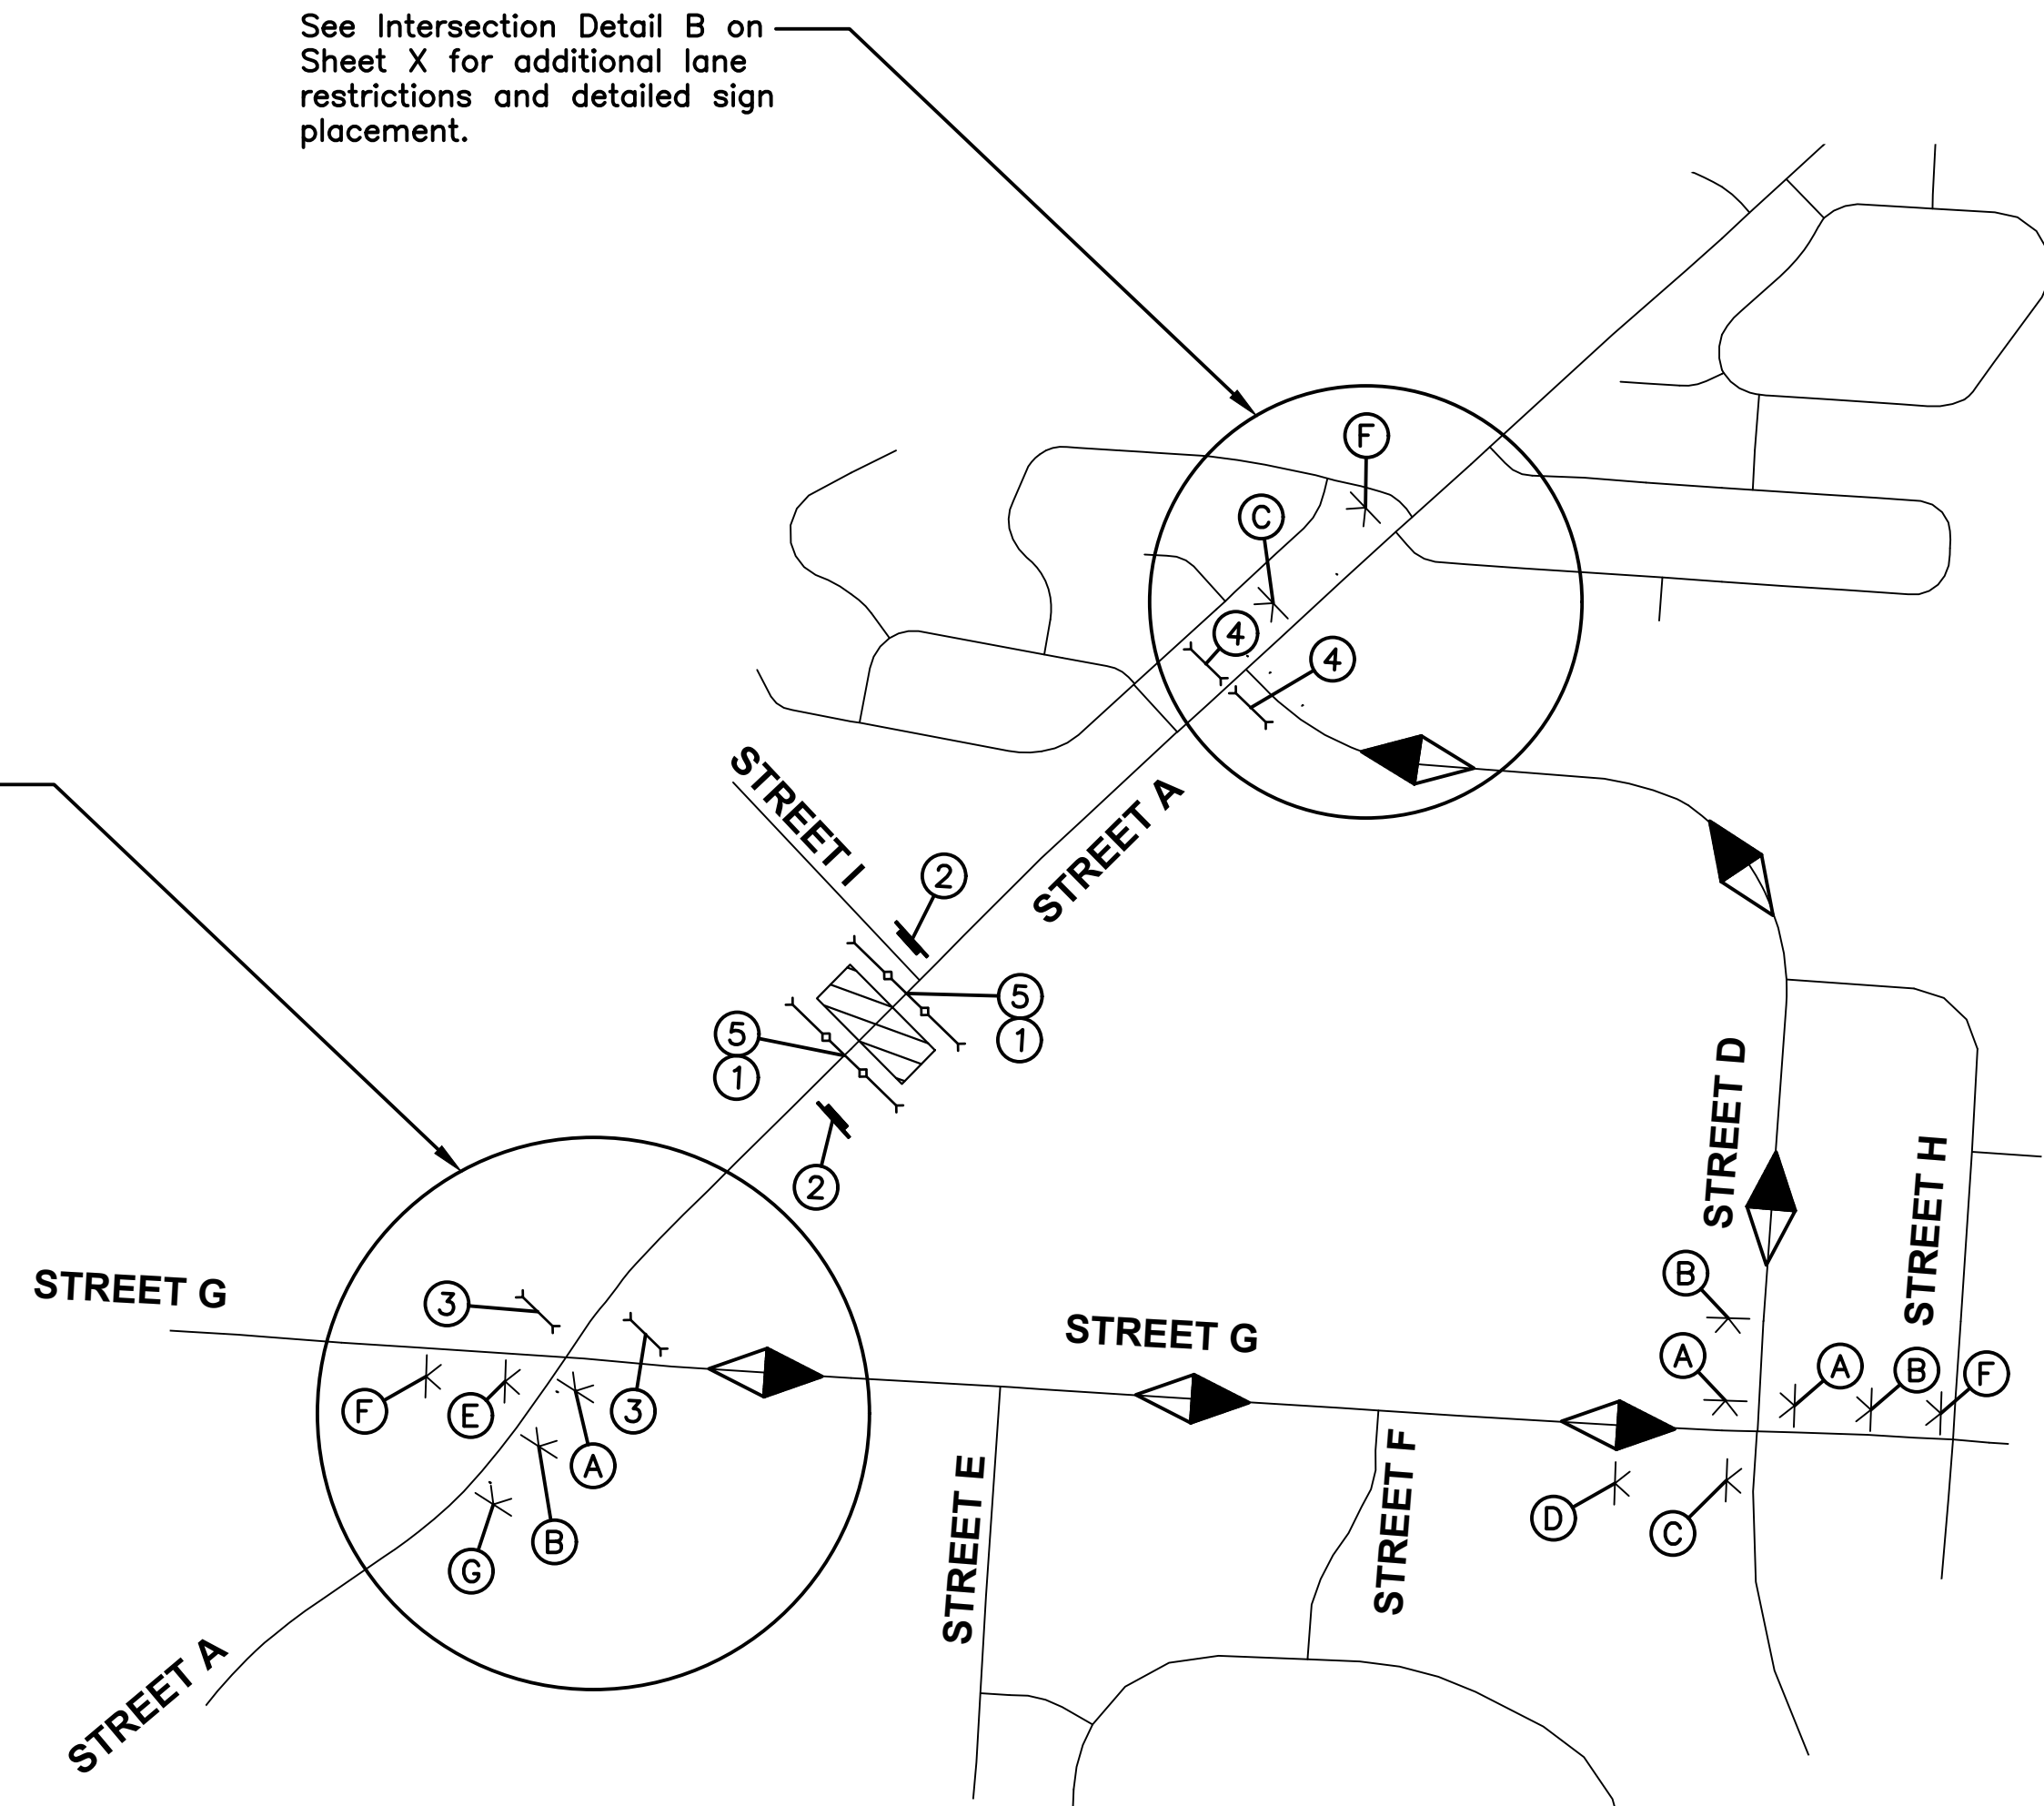 See Intersection Detail B on
Sheet X for additional lane
restrictions and detailed sign
placement.
F
C
4
4
STREET I
STREET A
2
5
1
5
1
2
STREET D
STREET H
STREET G
3
STREET G
B
A
A
B
F
F
E
3
A
B
G
STREET E
STREET F
D
C
STREET A